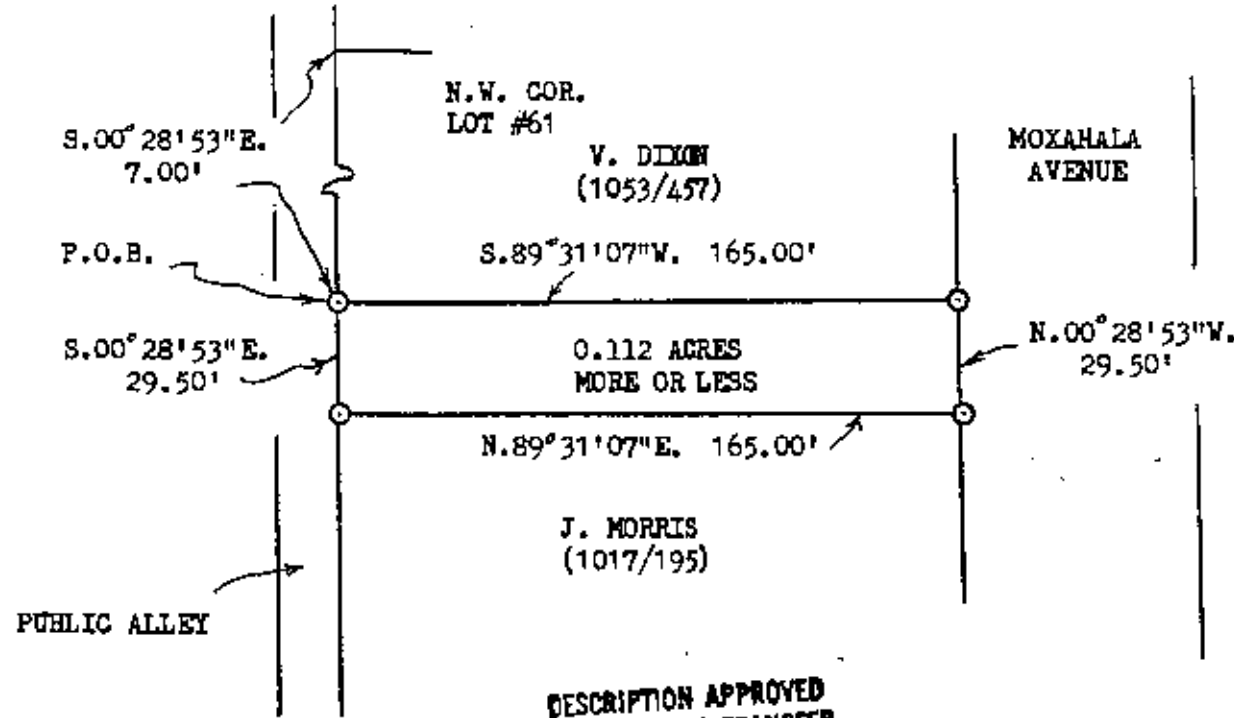 N.W. COR.
LOT #61
S.00°28'53"E.
7.00'
V. DIXON
(1053/457)
MOXAHALA
AVENUE
P.O.B.
S.89°31'07"W. 165.00'
S.00°28'53"E.
29.50'
0.112 ACRES
MORE OR LESS
N.00°28'53"W.
29.50'
N.89°31'07"E. 165.00'
J. MORRIS
(1017/195)
PUBLIC ALLEY
DESCRIPTION APPROVED